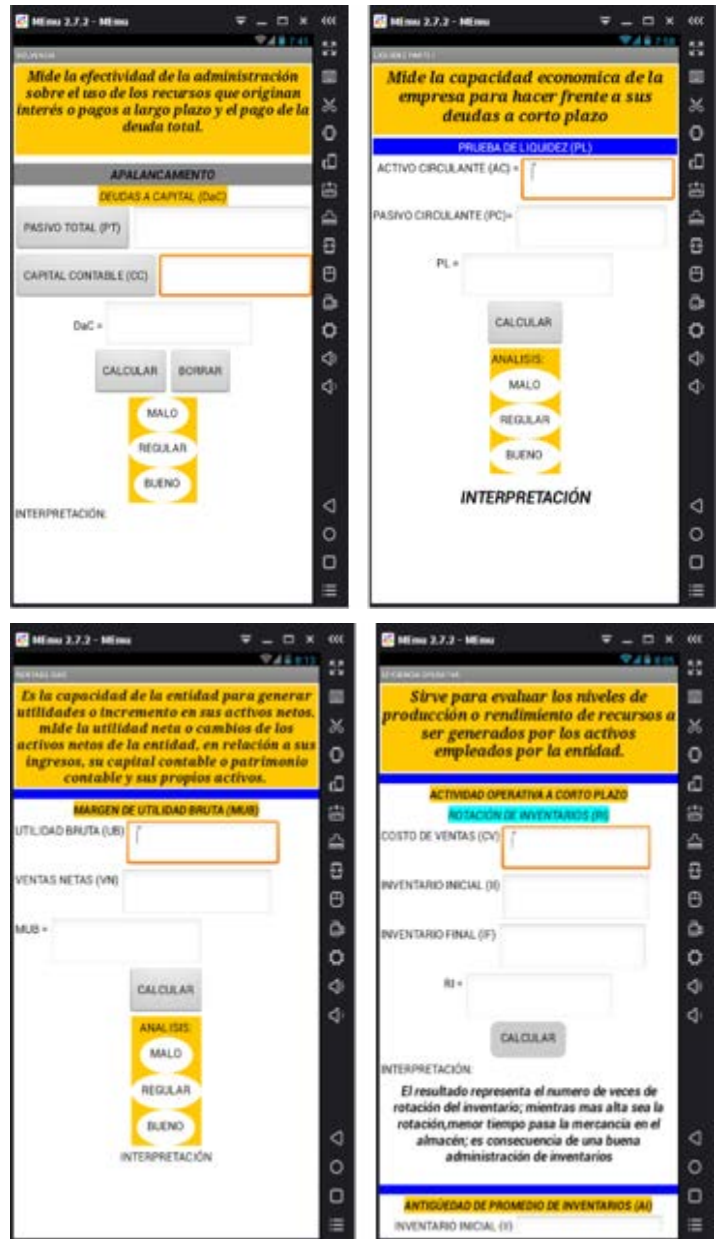 MEmu 2.7.2 - MEmu
7:41
SOLVENCIA
Mide la efectividad de la administración
sobre el uso de los recursos que originan
interés o pagos a largo plazo y el pago de la
deuda total.
APALANCAMIENTO
DEUDAS A CAPITAL (DaC)
PASIVO TOTAL (PT)
CAPITAL CONTABLE (CC)
DaC =
CALCULAR BORRAR
MALO
REGULAR
BUENO
INTERPRETACIÓN:
MEmu 2.7.2 - MEmu
7:58
Mide la capacidad economica de la
empresa para hacer frente a sus
deudas a corto plazo
PRUEBA DE LIQUIDEZ (PL)
ACTIVO CIRCULANTE (AC) =
PASIVO CIRCULANTE (PC)=
PL =
CALCULAR
ANALISIS:
MALO
REGULAR
BUENO
INTERPRETACIÓN
MEmu 2.7.2 - MEmu
8:13
RENTABILIDAD
Es la capacidad de la entidad para generar
utilidades o incremento en sus activos netos.
mIde la utilidad neta o cambios de los
activos netos de la entidad, en relación a sus
ingresos, su capital contable o patrimonio
contable y sus propios activos.
MARGEN DE UTILIDAD BRUTA (MUB)
UTILIDAD BRUTA (UB)
VENTAS NETAS (VN)
MUB =
CALCULAR
ANALISIS:
MALO
REGULAR
BUENO
INTERPRETACIÓN
MEmu 2.7.2 - MEmu
8:05
EFICIENCIA OPERATIVA
Sirve para evaluar los niveles de
producción o rendimiento de recursos a
ser generados por los activos
empleados por la entidad.
ACTIVIDAD OPERATIVA A CORTO PLAZO
ROTACIÓN DE INVENTARIOS (RI)
COSTO DE VENTAS (CV)
INVENTARIO INICIAL (II)
INVENTARIO FINAL (IF)
RI =
CALCULAR
INTERPRETACIÓN:
El resultado representa el numero de veces de
rotación del inventario; mientras mas alta sea la
rotación,menor tiempo pasa la mercancia en el
almacén; es consecuencia de una buena
administración de inventarios
ANTIGÜEDAD DE PROMEDIO DE INVENTARIOS (AI)
INVENTARIO INICIAL (II)